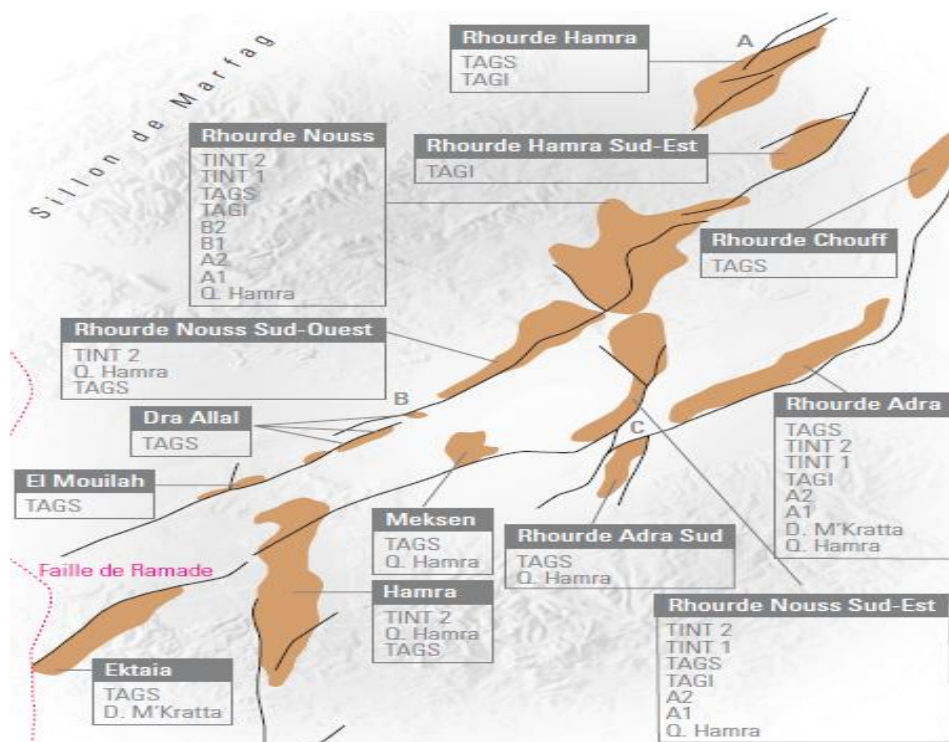 Sillon de Marfag
Rhourde Hamra
TAGS
TAGI
A
Rhourde Nouss
TINT 2
TINT 1
TAGS
TAGI
B2
B1
A2
A1
Q. Hamra
Rhourde Hamra Sud-Est
TAGI
Rhourde Chouff
TAGS
Rhourde Nouss Sud-Ouest
TINT 2
Q. Hamra
TAGS
B
Dra Allal
TAGS
El Mouilah
TAGS
C
Rhourde Adra
TAGS
TINT 2
TINT 1
TAGI
A2
A1
D. M'Kratta
Q. Hamra
Meksen
TAGS
Q. Hamra
Rhourde Adra Sud
TAGS
Q. Hamra
Faille de Ramade
Hamra
TINT 2
Q. Hamra
TAGS
Rhourde Nouss Sud-Est
TINT 2
TINT 1
TAGS
TAGI
A2
A1
Q. Hamra
Ektaia
TAGS
D. M'Kratta